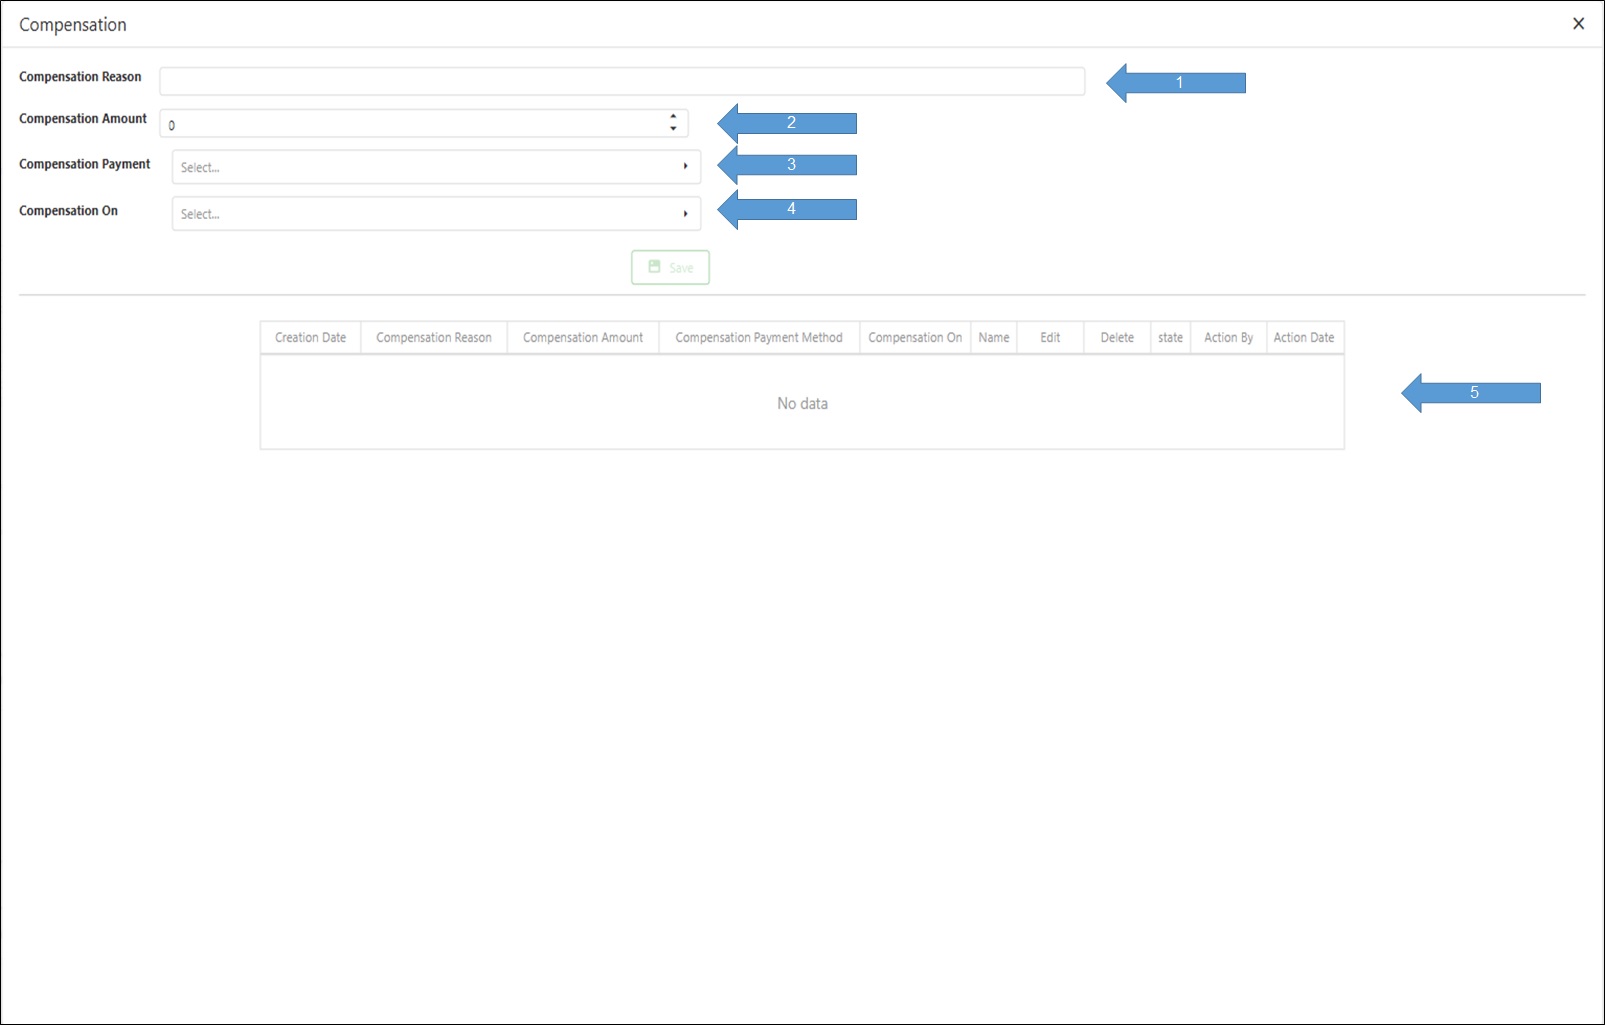 Compensation
Compensation Reason
1
Compensation Amount 0
2
Compensation Payment Select...
3
Compensation On Select...
4
Save
Creation Date Compensation Reason Compensation Amount Compensation Payment Method Compensation On Name Edit Delete state Action By Action Date
No data
5